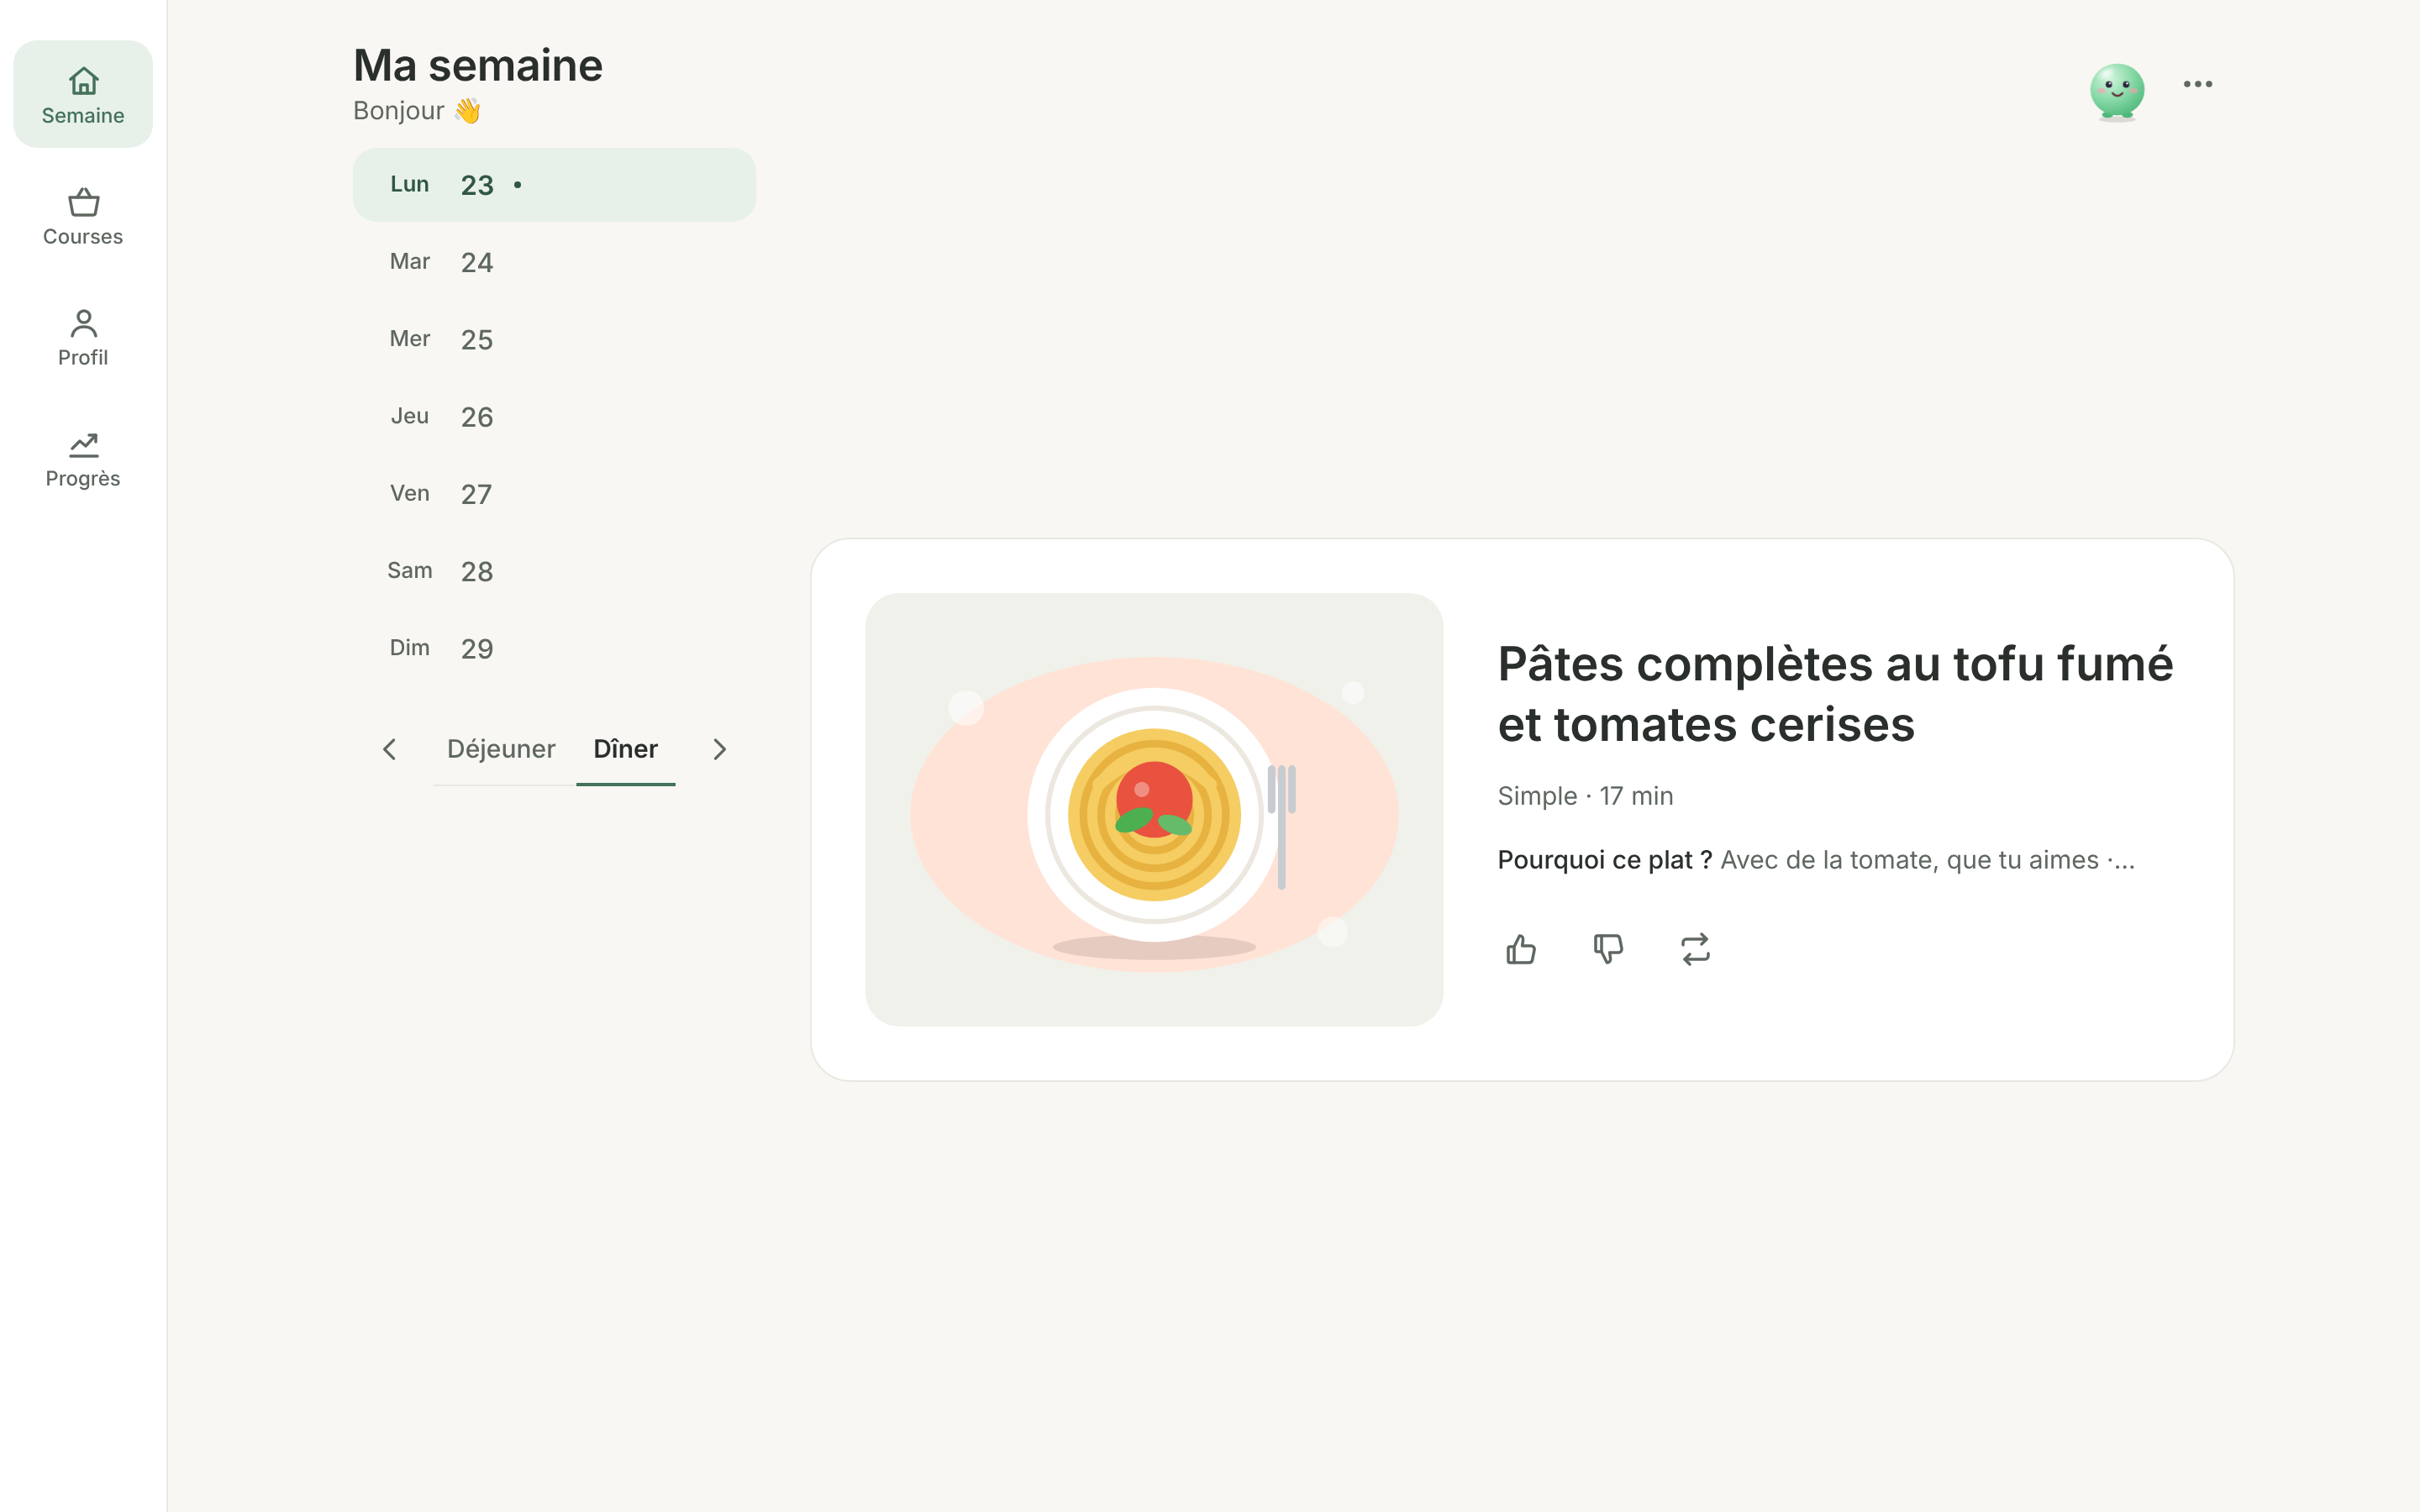 Semaine
Courses
Profil
Progrès
Ma semaine
Bonjour 👋
Lun 23 •
Mar 24
Mer 25
Jeu 26
Ven 27
Sam 28
Dim 29
Déjeuner Dîner
Pâtes complètes au tofu fumé
et tomates cerises
Simple · 17 min
Pourquoi ce plat ? Avec de la tomate, que tu aimes ·...